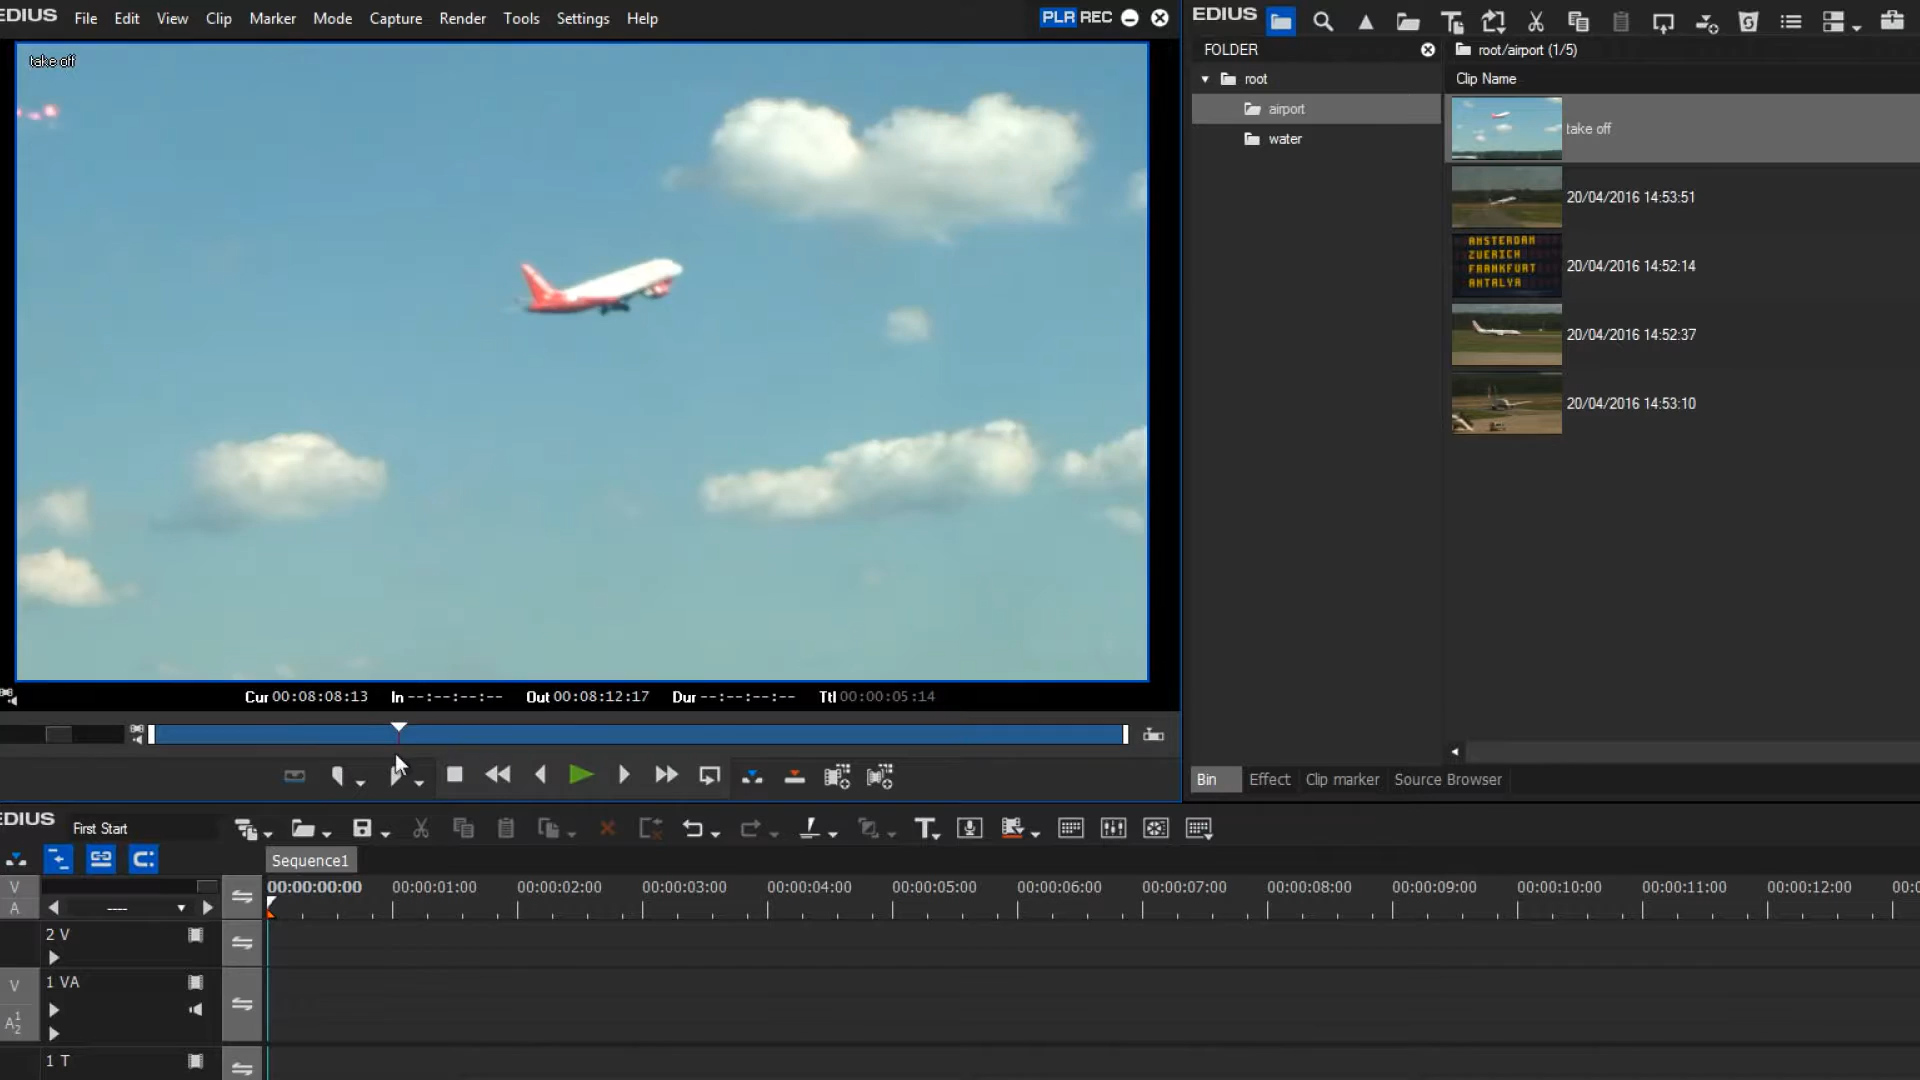 EDIUS File Edit View Clip Marker Mode Capture Render Tools Settings Help PLR REC
take off
Cur 00:08:08:13 In --:--:--:-- Out 00:08:12:17 Dur --:--:--:-- Ttl 00:00:05:14
EDIUS
FOLDER
root
airport
water
root/airport (1/5)
Clip Name
take off
20/04/2016 14:53:51
AMSTERDAM
ZUERICH
FRANKFURT
ANTALYA
20/04/2016 14:52:14
20/04/2016 14:52:37
20/04/2016 14:53:10
Bin Effect Clip marker Source Browser
EDIUS First Start
Sequence1
00:00:00:00 00:00:01:00 00:00:02:00 00:00:03:00 00:00:04:00 00:00:05:00 00:00:06:00 00:00:07:00 00:00:08:00 00:00:09:00 00:00:10:00 00:00:11:00 00:00:12:00 00:0
V
A ----
2 V
V 1 VA
A 1 2
1 T